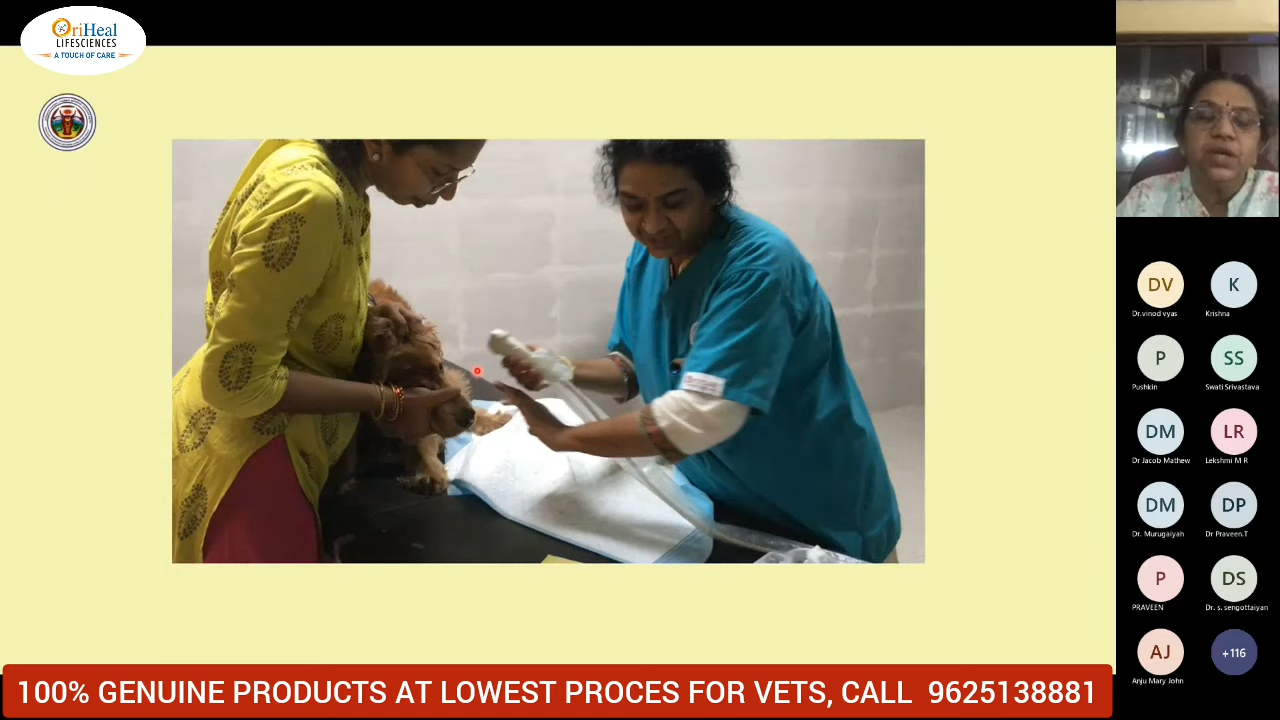 OriHeal
LIFESCIENCES
A TOUCH OF CARE
DV
Dr.vinod vyas
K
Krishna
P
Pushkin
SS
Swati Srivastava
DM
Dr Jacob Mathew
LR
Lekshmi M R
DM
Dr. Murugaiyah
DP
Dr Praveen.T
P
PRAVEEN
DS
Dr. s. sengottaiyan
AJ
Anju Mary John
+116
100% GENUINE PRODUCTS AT LOWEST PROCES FOR VETS, CALL 9625138881